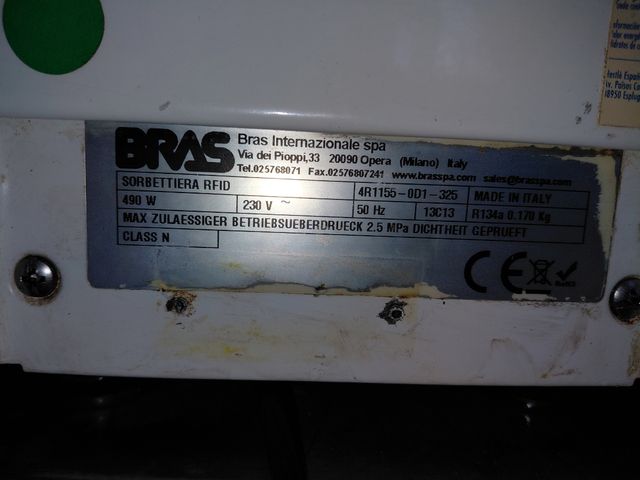 BRAS
Bras Internazionale spa
Via dei Pioppi,33 20090 Opera (Milano) Italy
Tel.025768071 Fax.02576807241 www.brasspa.com sales@brasspa.com
SORBETTIERA RFID 4R1155-0D1-325 MADE IN ITALY
490 W 230 V ~ 50 Hz 13C13 R134a 0.170 Kg
MAX ZULAESSIGER BETRIEBSUEBERDRUECK 2.5 MPa DICHTHEIT GEPRUEFT
CLASS N
CE
RoHS